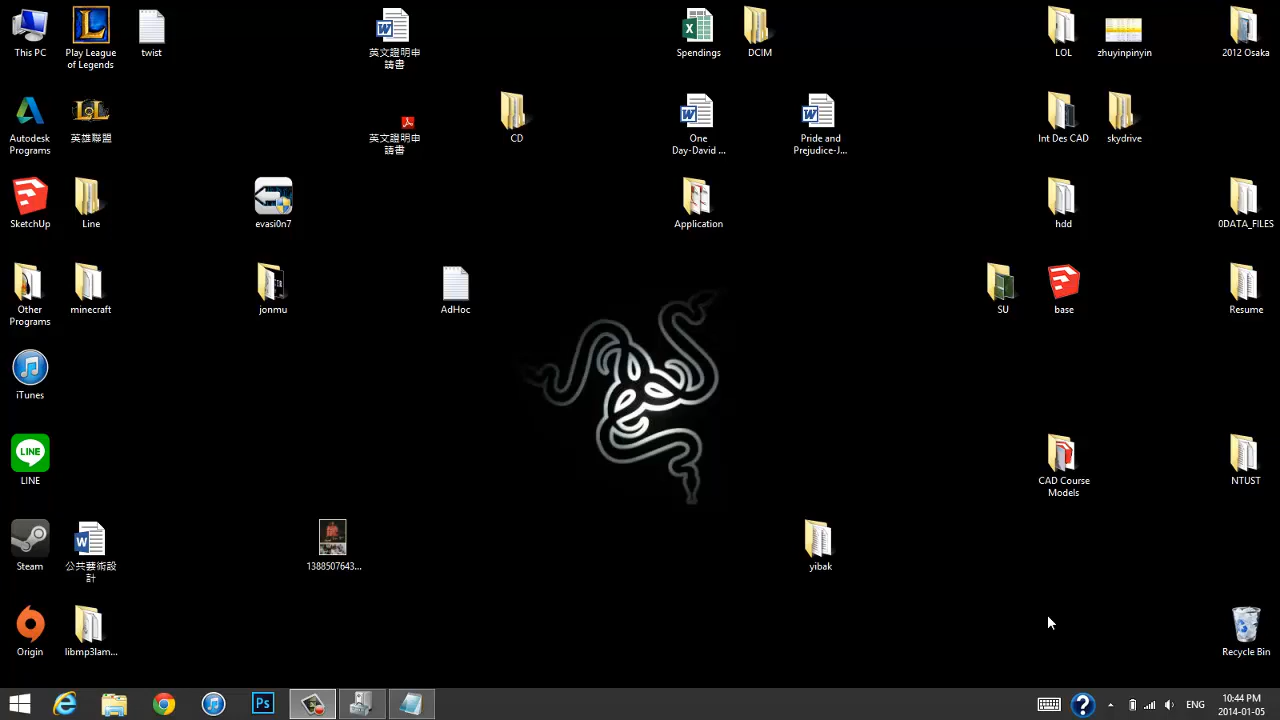 This PC
Play League
of Legends
twist
英文證明申
請書
Spendings
DCIM
LOL
zhuyinpinyin
2012 Osaka
Autodesk
Programs
英雄聯盟
英文證明申
請書
CD
One
Day-David ...
Pride and
Prejudice-J...
Int Des CAD
skydrive
SketchUp
Line
evasi0n7
Application
hdd
0DATA_FILES
Other
Programs
minecraft
jonmu
AdHoc
SU
base
Resume
iTunes
LINE
LINE
CAD Course
Models
NTUST
Steam
公共藝術設
計
1388507643...
yibak
Origin
libmp3lam...
Recycle Bin
Ps
ENG
10:44 PM
2014-01-05